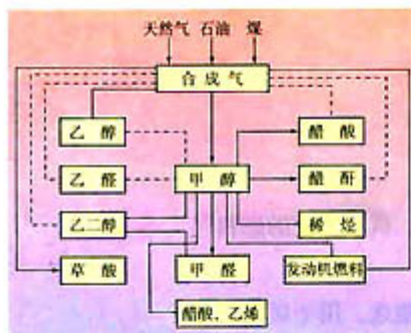 天然气 石油 煤
合成气
乙醇 醋酸
乙醛 甲醇 醋酐
乙二醇 稀烃
草酸 甲醛 发动机燃料
醋酸、乙烯